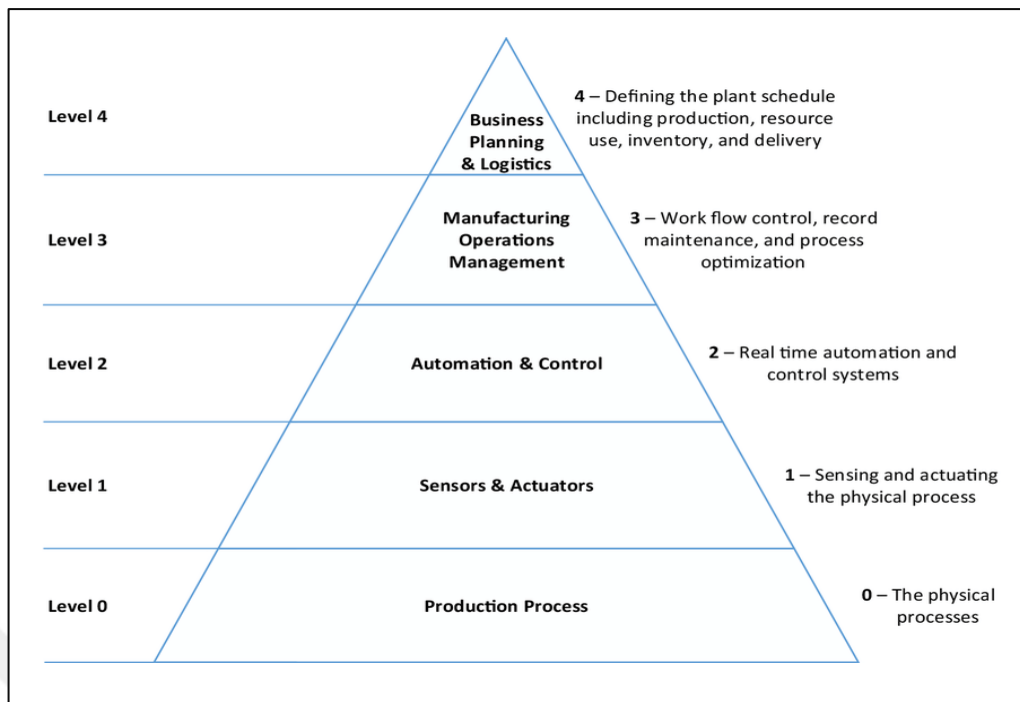 Level 4
Business
Planning
& Logistics
4 – Defining the plant schedule
including production, resource
use, inventory, and delivery
Level 3
Manufacturing
Operations
Management
3 – Work flow control, record
maintenance, and process
optimization
Level 2
Automation & Control
2 – Real time automation and
control systems
Level 1
Sensors & Actuators
1 – Sensing and actuating
the physical process
Level 0
Production Process
0 – The physical
processes